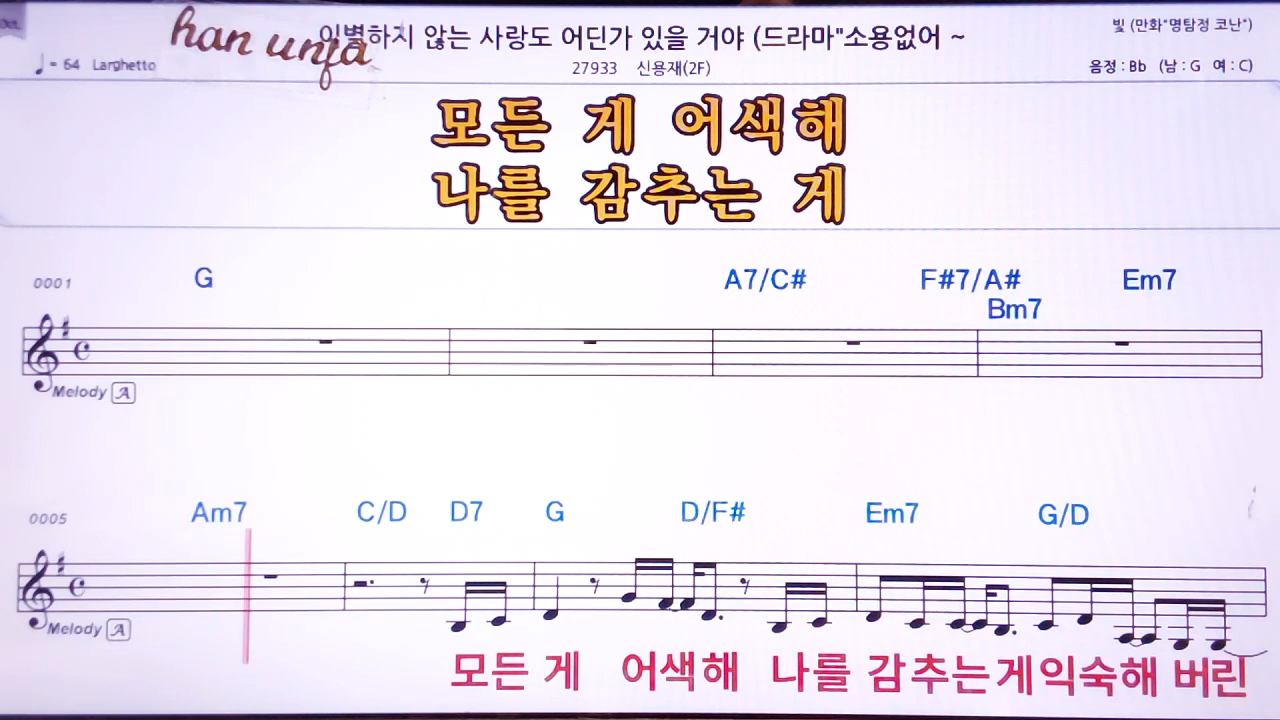 han unja
이별하지 않는 사랑도 어딘가 있을 거야 (드라마"소용없어 ~
빛 (만화"명탐정 코난")
♩= 64 Larghetto
27933 신용재(2F)
음정 : Bb (남 : G 여 : C)
모든 게 어색해
나를 감추는 게
0001 G A7/C# F#7/A# Em7
Bm7
Melody A
0005 Am7 C/D D7 G D/F# Em7 G/D
Melody A
모든 게 어색해 나를 감추는게익숙해 버린